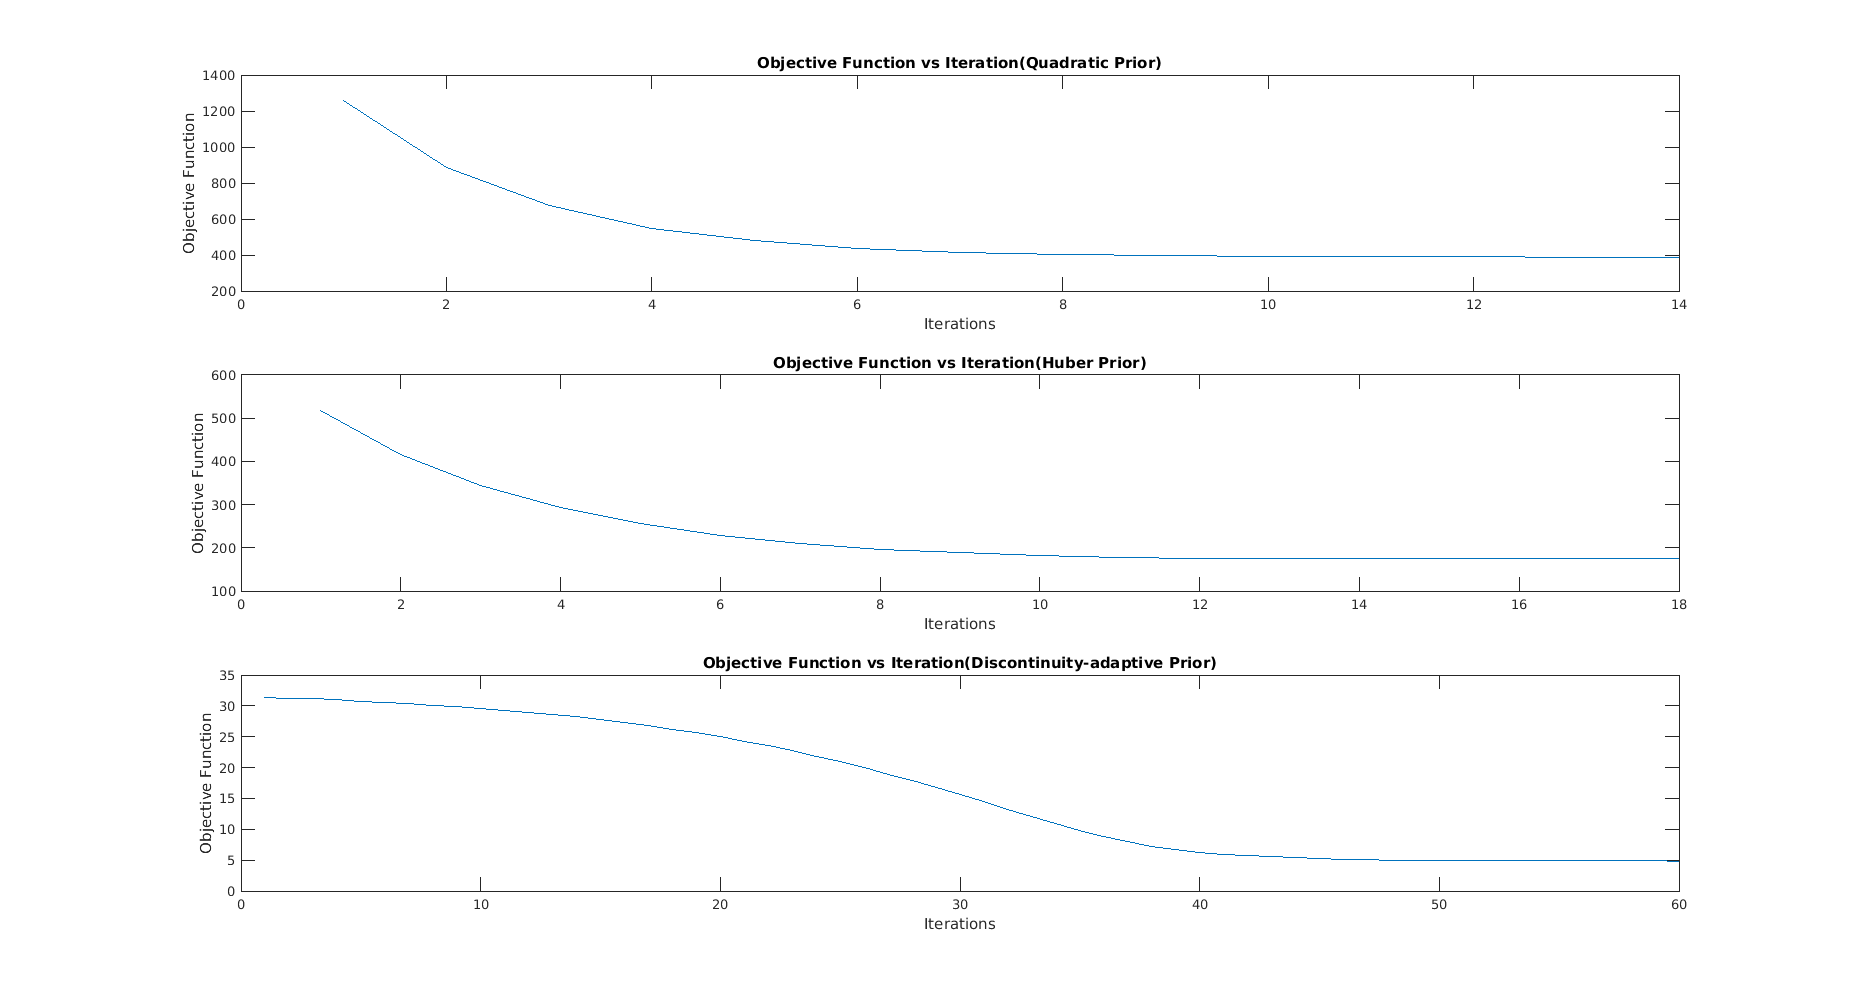 Objective Function vs Iteration(Quadratic Prior)
1400
1200
1000
800
600
400
200
Objective Function
0 2 4 6 8 10 12 14
Iterations
Objective Function vs Iteration(Huber Prior)
600
500
400
300
200
100
Objective Function
0 2 4 6 8 10 12 14 16 18
Iterations
Objective Function vs Iteration(Discontinuity-adaptive Prior)
35
30
25
20
15
10
5
0
Objective Function
0 10 20 30 40 50 60
Iterations